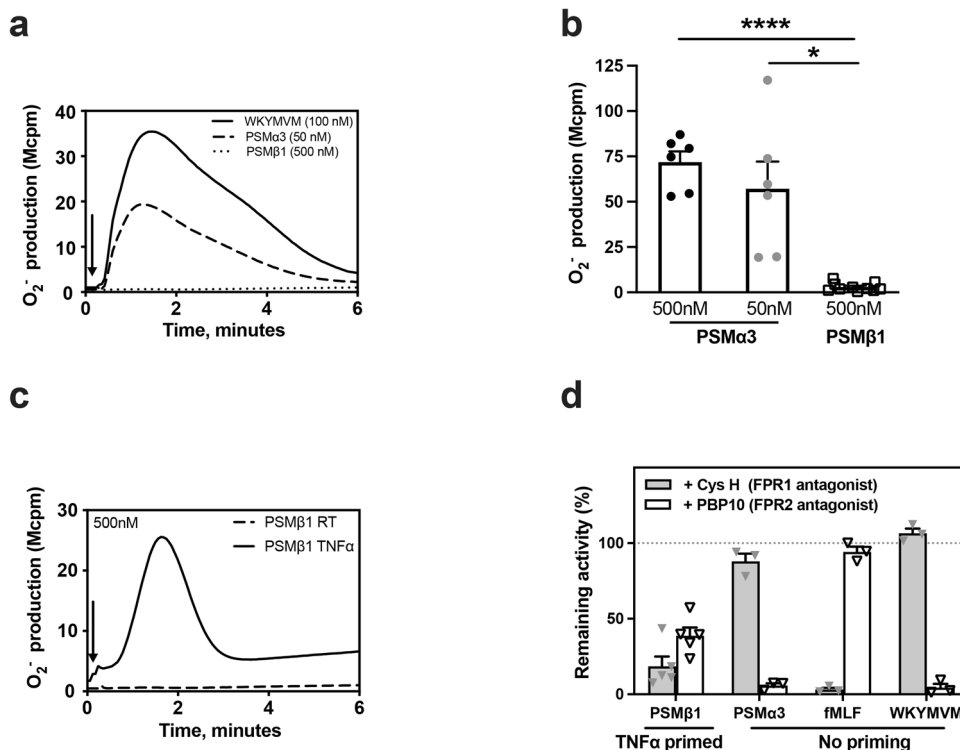 a
O₂⁻ production (Mcpm)
40
30
20
10
0
WKYMVM (100 nM)
PSMα3 (50 nM)
PSMβ1 (500 nM)
0 2 4 6
Time, minutes
b
****
*
O₂⁻ production (Mcpm)
125
100
75
50
25
0
500nM 50nM 500nM
PSMα3 PSMβ1
c
O₂⁻ production (Mcpm)
30
20
10
0
500nM
PSMβ1 RT
PSMβ1 TNFα
0 2 4 6
Time, minutes
d
Remaining activity (%)
100
50
0
+ Cys H (FPR1 antagonist)
+ PBP10 (FPR2 antagonist)
PSMβ1 PSMα3 fMLF WKYMVM
TNFα primed No priming